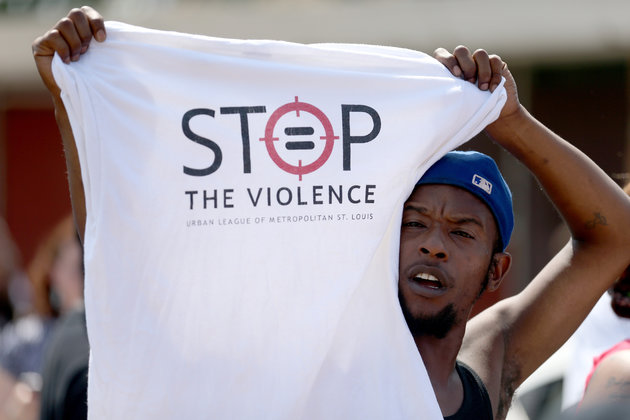 STOP
THE VIOLENCE
URBAN LEAGUE OF METROPOLITAN ST. LOUIS